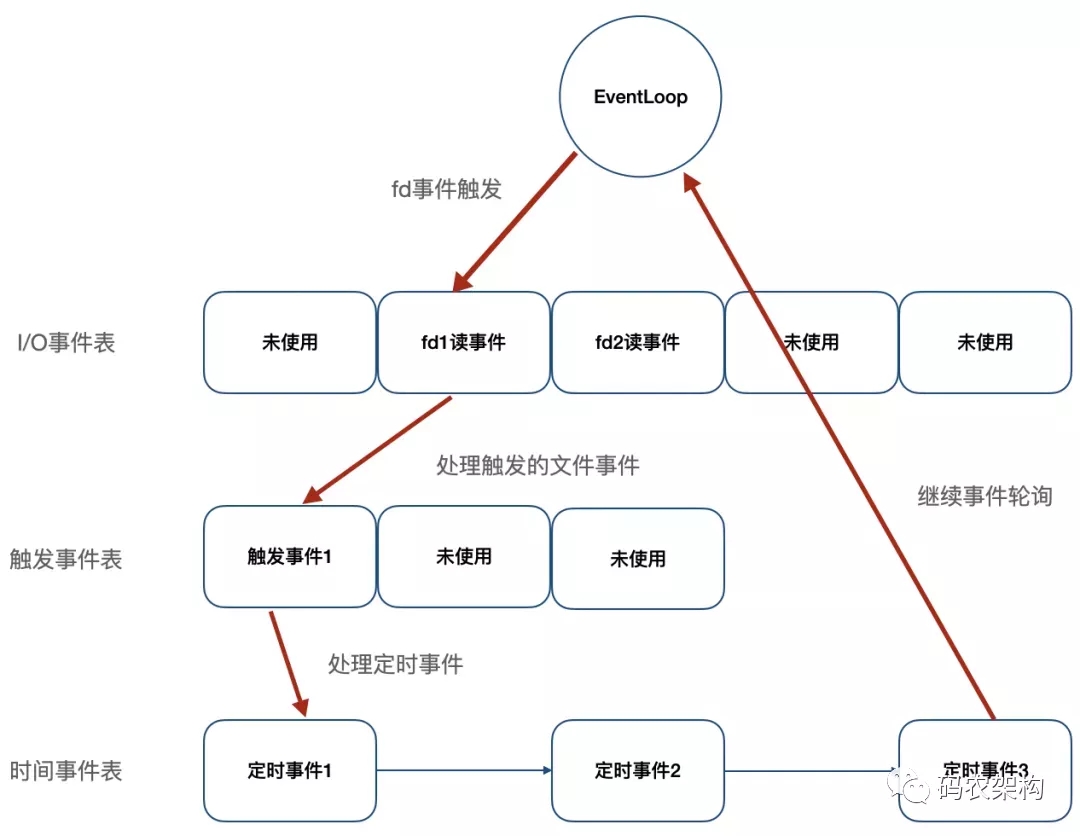 EventLoop
fd事件触发
I/O事件表
未使用
fd1读事件
fd2读事件
未使用
未使用
处理触发的文件事件
继续事件轮询
触发事件表
触发事件1
未使用
未使用
处理定时事件
时间事件表
定时事件1
定时事件2
定时事件3
码农架构